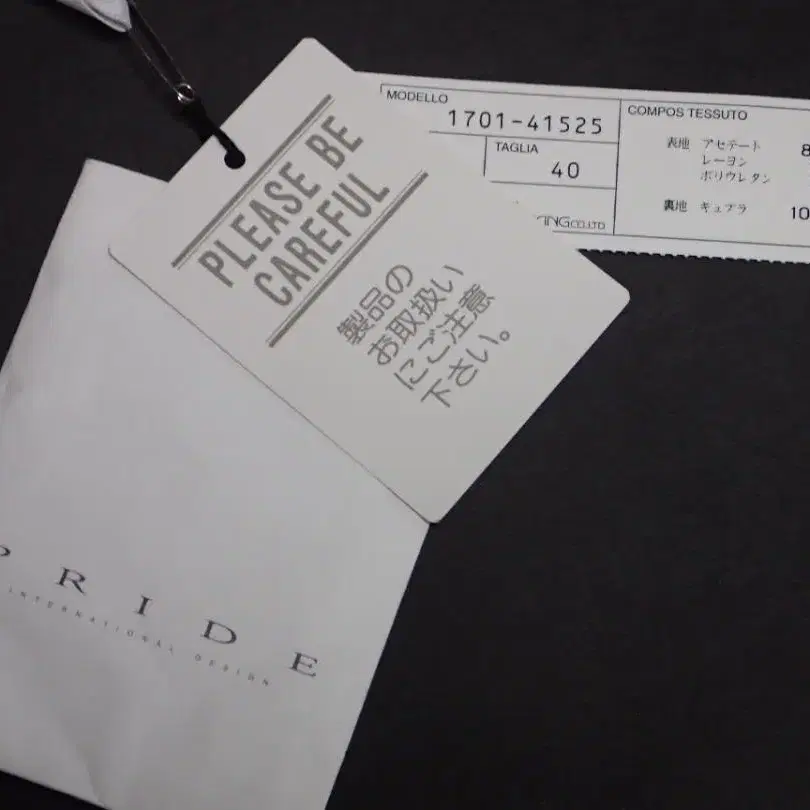 PLEASE BE
CAREFUL
製品の
お取扱い
にご注意
下さい。
MODELLO
1701-41525
TAGLIA
40
CO.LTD
COMPOS TESSUTO
表地 アセテート
レーヨン
ポリウレタン
裏地 キュプラ
PRIDE
INTERNATIONAL DESIGN